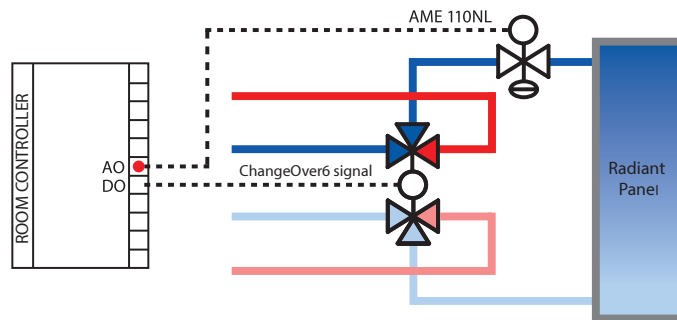 AME 110NL
ROOM CONTROLLER
AO
DO
ChangeOver6 signal
Radiant
Panel